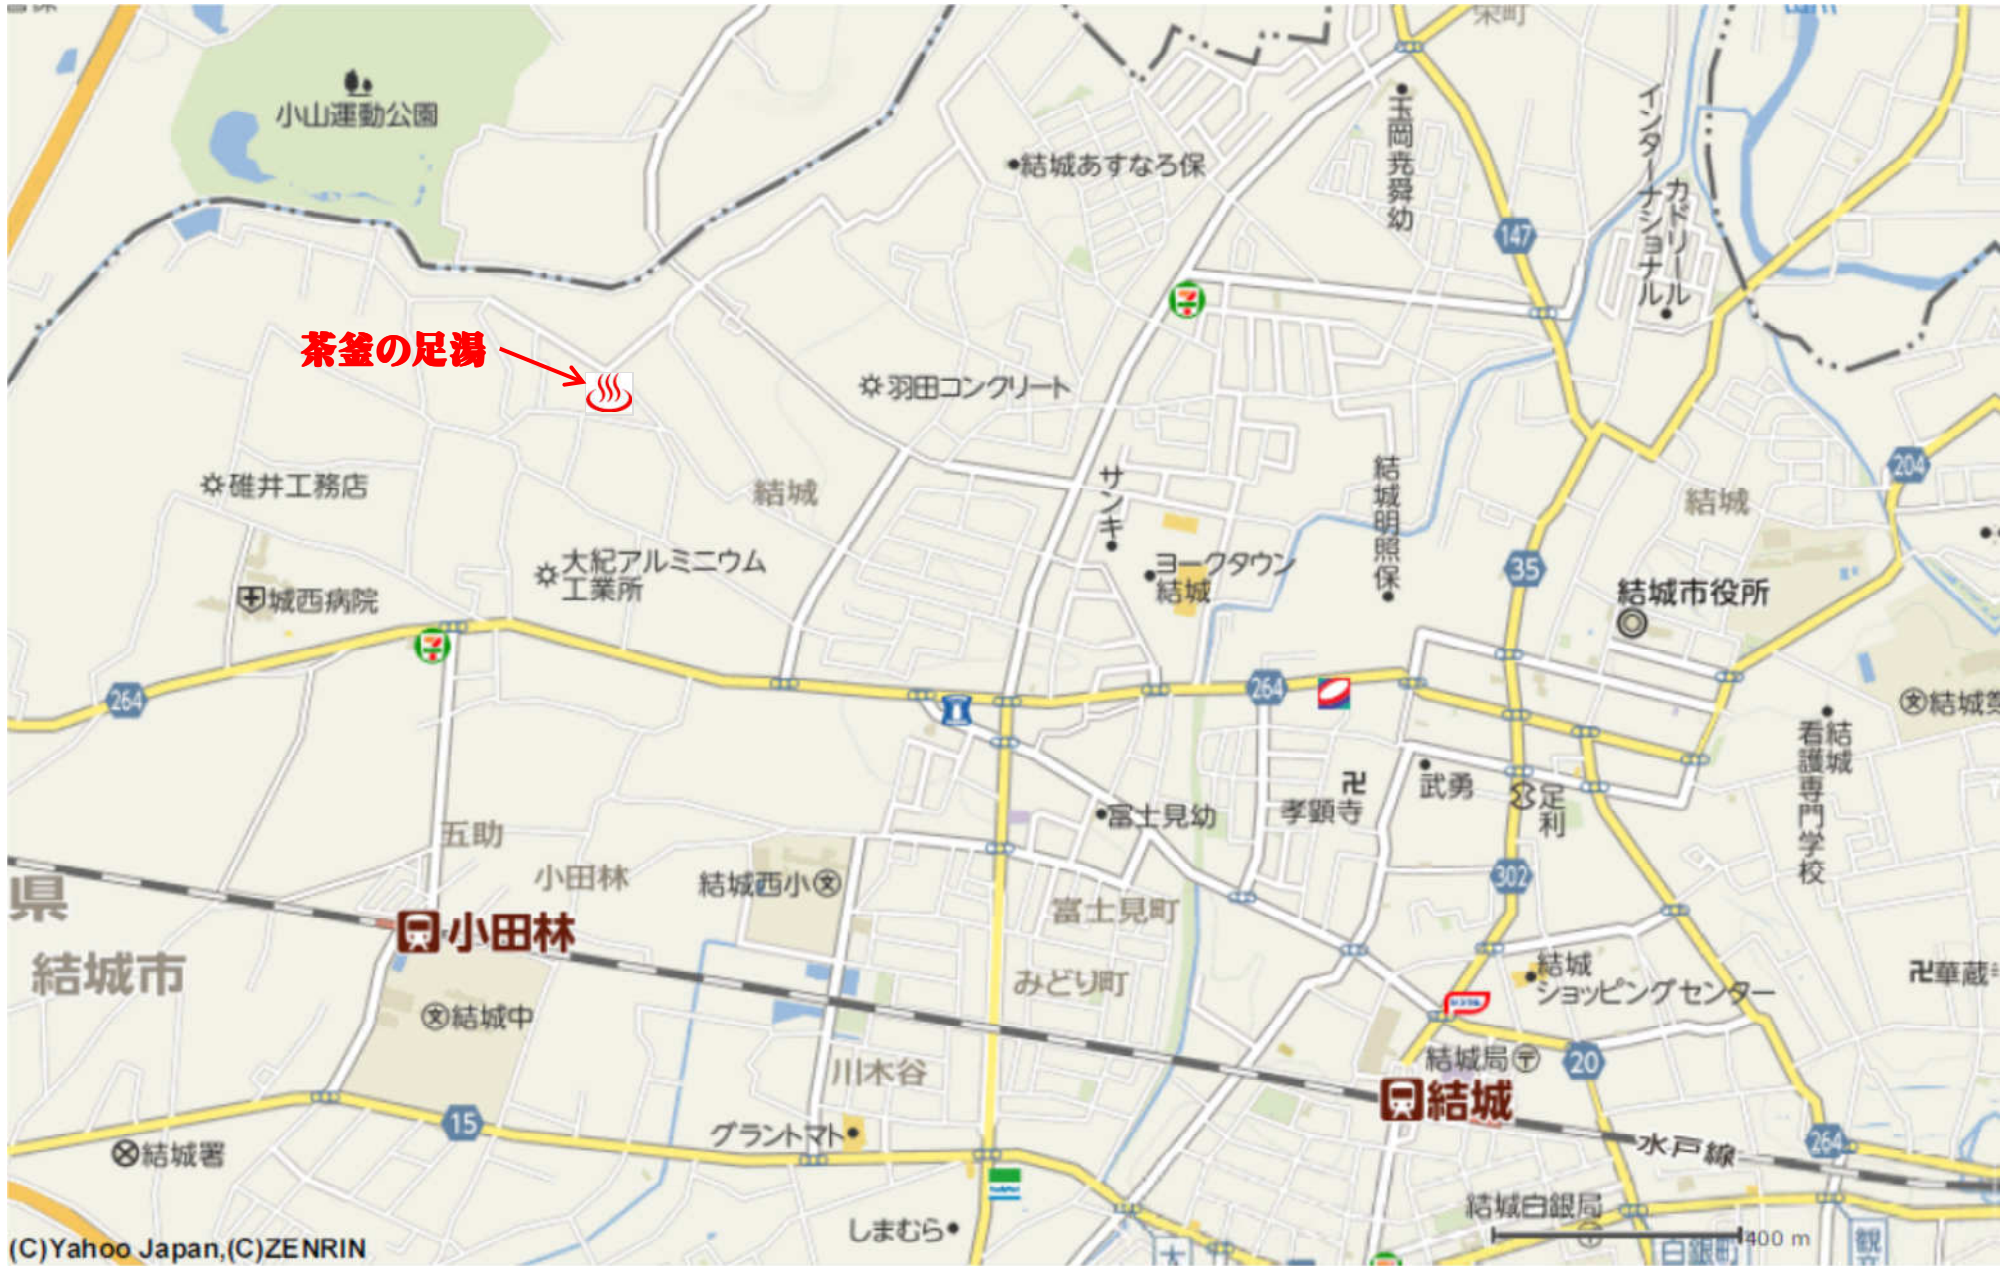 栄町
小山運動公園
玉岡尭舜幼
インターナショナル
カドリール
結城あすなろ保
147
茶釜の足湯
羽田コンクリート
碓井工務店
結城
サンキ
結城明照保
結城
204
大紀アルミニウム
工業所
ヨークタウン
結城
35
結城市役所
城西病院
264
264
結城
看護専門学校
武勇
足利
孝顕寺
冨士見幼
五助
小田林
結城西小
302
県
富士見町
小田林
結城市
みどり町
結城
ショッピングセンター
華蔵
結城中
川木谷
結城局
20
結城
15
グラントマト
水戸線
264
結城署
しまむら
結城白銀局
400 m
白銀町
(C)Yahoo Japan,(C)ZENRIN